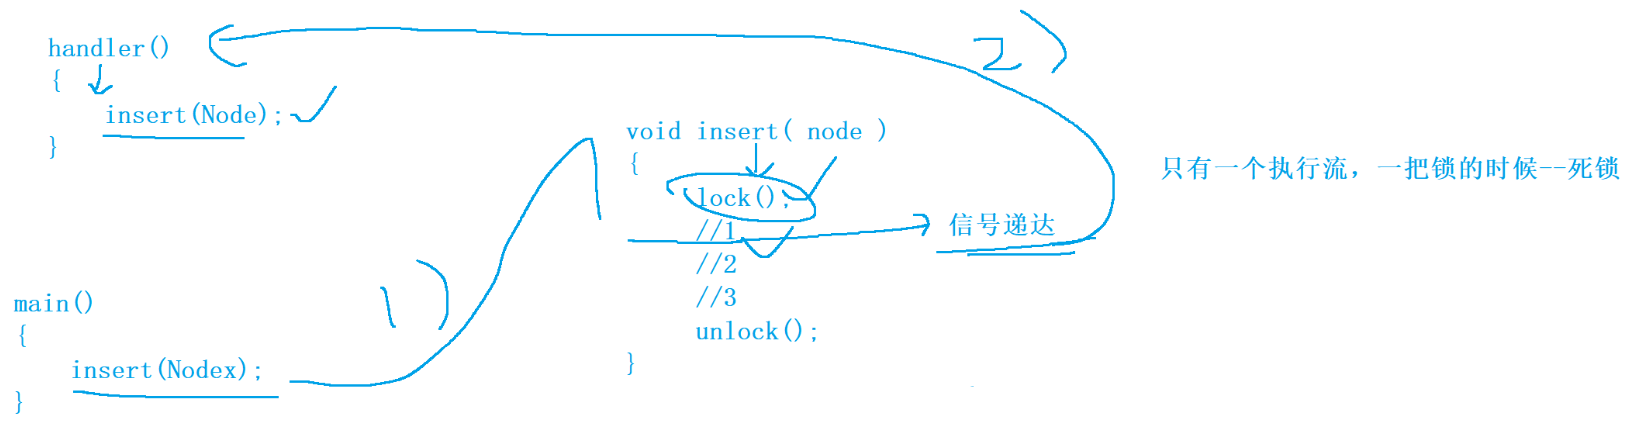 handler()
{
insert(Node);
}
main()
{
insert(Nodex);
}
1)
void insert( node )
{
lock();
//1
//2
//3
unlock();
}
信号递达
2)
只有一个执行流，一把锁的时候--死锁